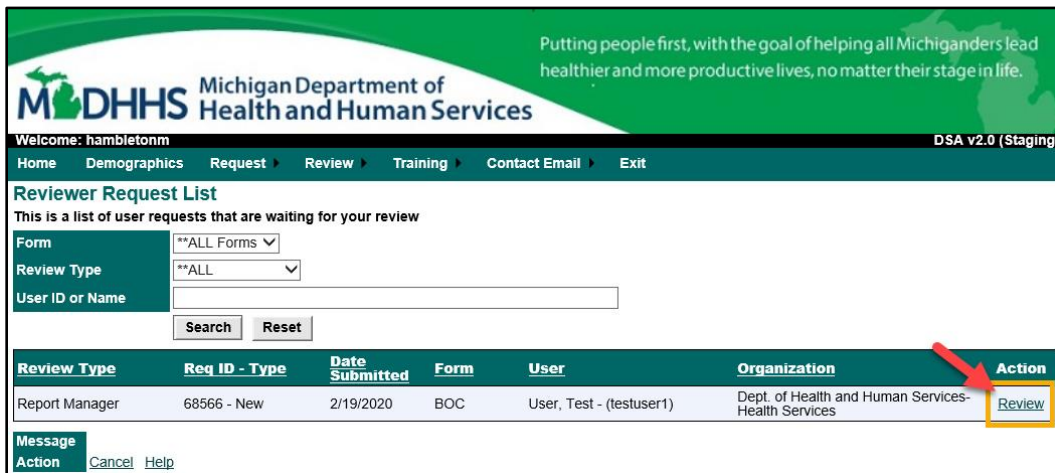 Putting people first, with the goal of helping all Michiganders lead
healthier and more productive lives, no matter their stage in life.
MDHHS Michigan Department of
Health and Human Services
Welcome: hambletonm DSA v2.0 (Staging
Home Demographics Request Review Training Contact Email Exit
Reviewer Request List
This is a list of user requests that are waiting for your review
Form **ALL Forms
Review Type **ALL
User ID or Name
Search Reset
Review Type Req ID - Type Date Submitted Form User Organization Action
Report Manager 68566 - New 2/19/2020 BOC User, Test - (testuser1) Dept. of Health and Human Services-
Health Services Review
Message
Action Cancel Help